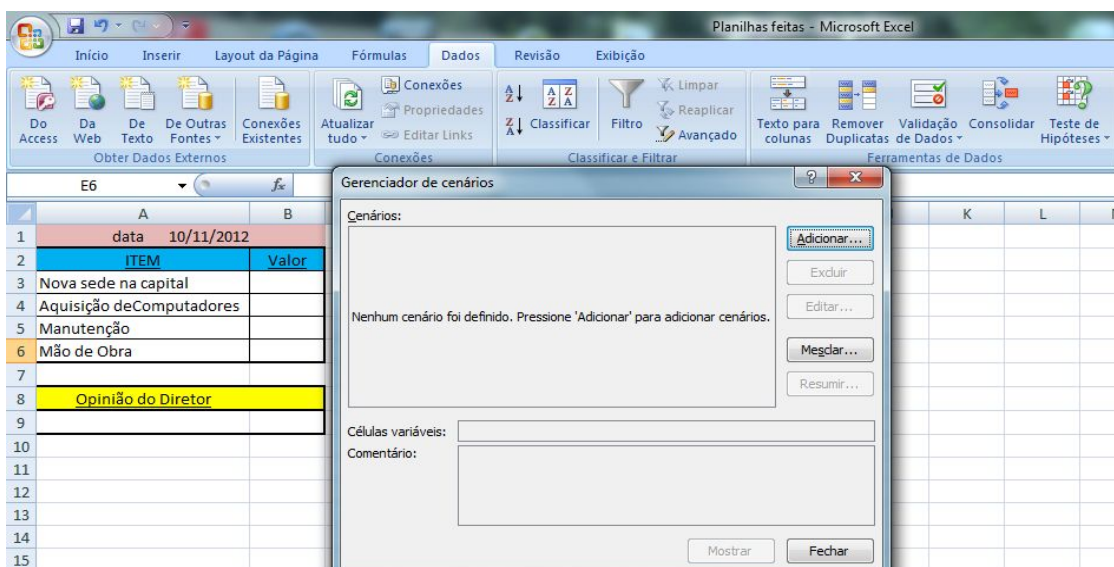 Planilhas feitas - Microsoft Excel
Início Inserir Layout da Página Fórmulas Dados Revisão Exibição
Do Access
Da Web
De Texto
De Outras Fontes
Conexões Existentes
Obter Dados Externos
Atualizar tudo
Conexões
Propriedades
Editar Links
Conexões
A Z
Z A
A Z
Z A
Classificar
Filtro
Limpar
Reaplicar
Avançado
Classificar e Filtrar
Texto para colunas
Remover Duplicatas
Validação de Dados
Consolidar
Teste de Hipóteses
Ferramentas de Dados
E6 fx
A B K L
1 data 10/11/2012
2 ITEM Valor
3 Nova sede na capital
4 Aquisição deComputadores
5 Manutenção
6 Mão de Obra
7
8 Opinião do Diretor
9
10
11
12
13
14
15
Gerenciador de cenários ? X
Cenários:
Nenhum cenário foi definido. Pressione 'Adicionar' para adicionar cenários.
Adicionar...
Excluir
Editar...
Mesclar...
Resumir...
Células variáveis:
Comentário:
Mostrar Fechar